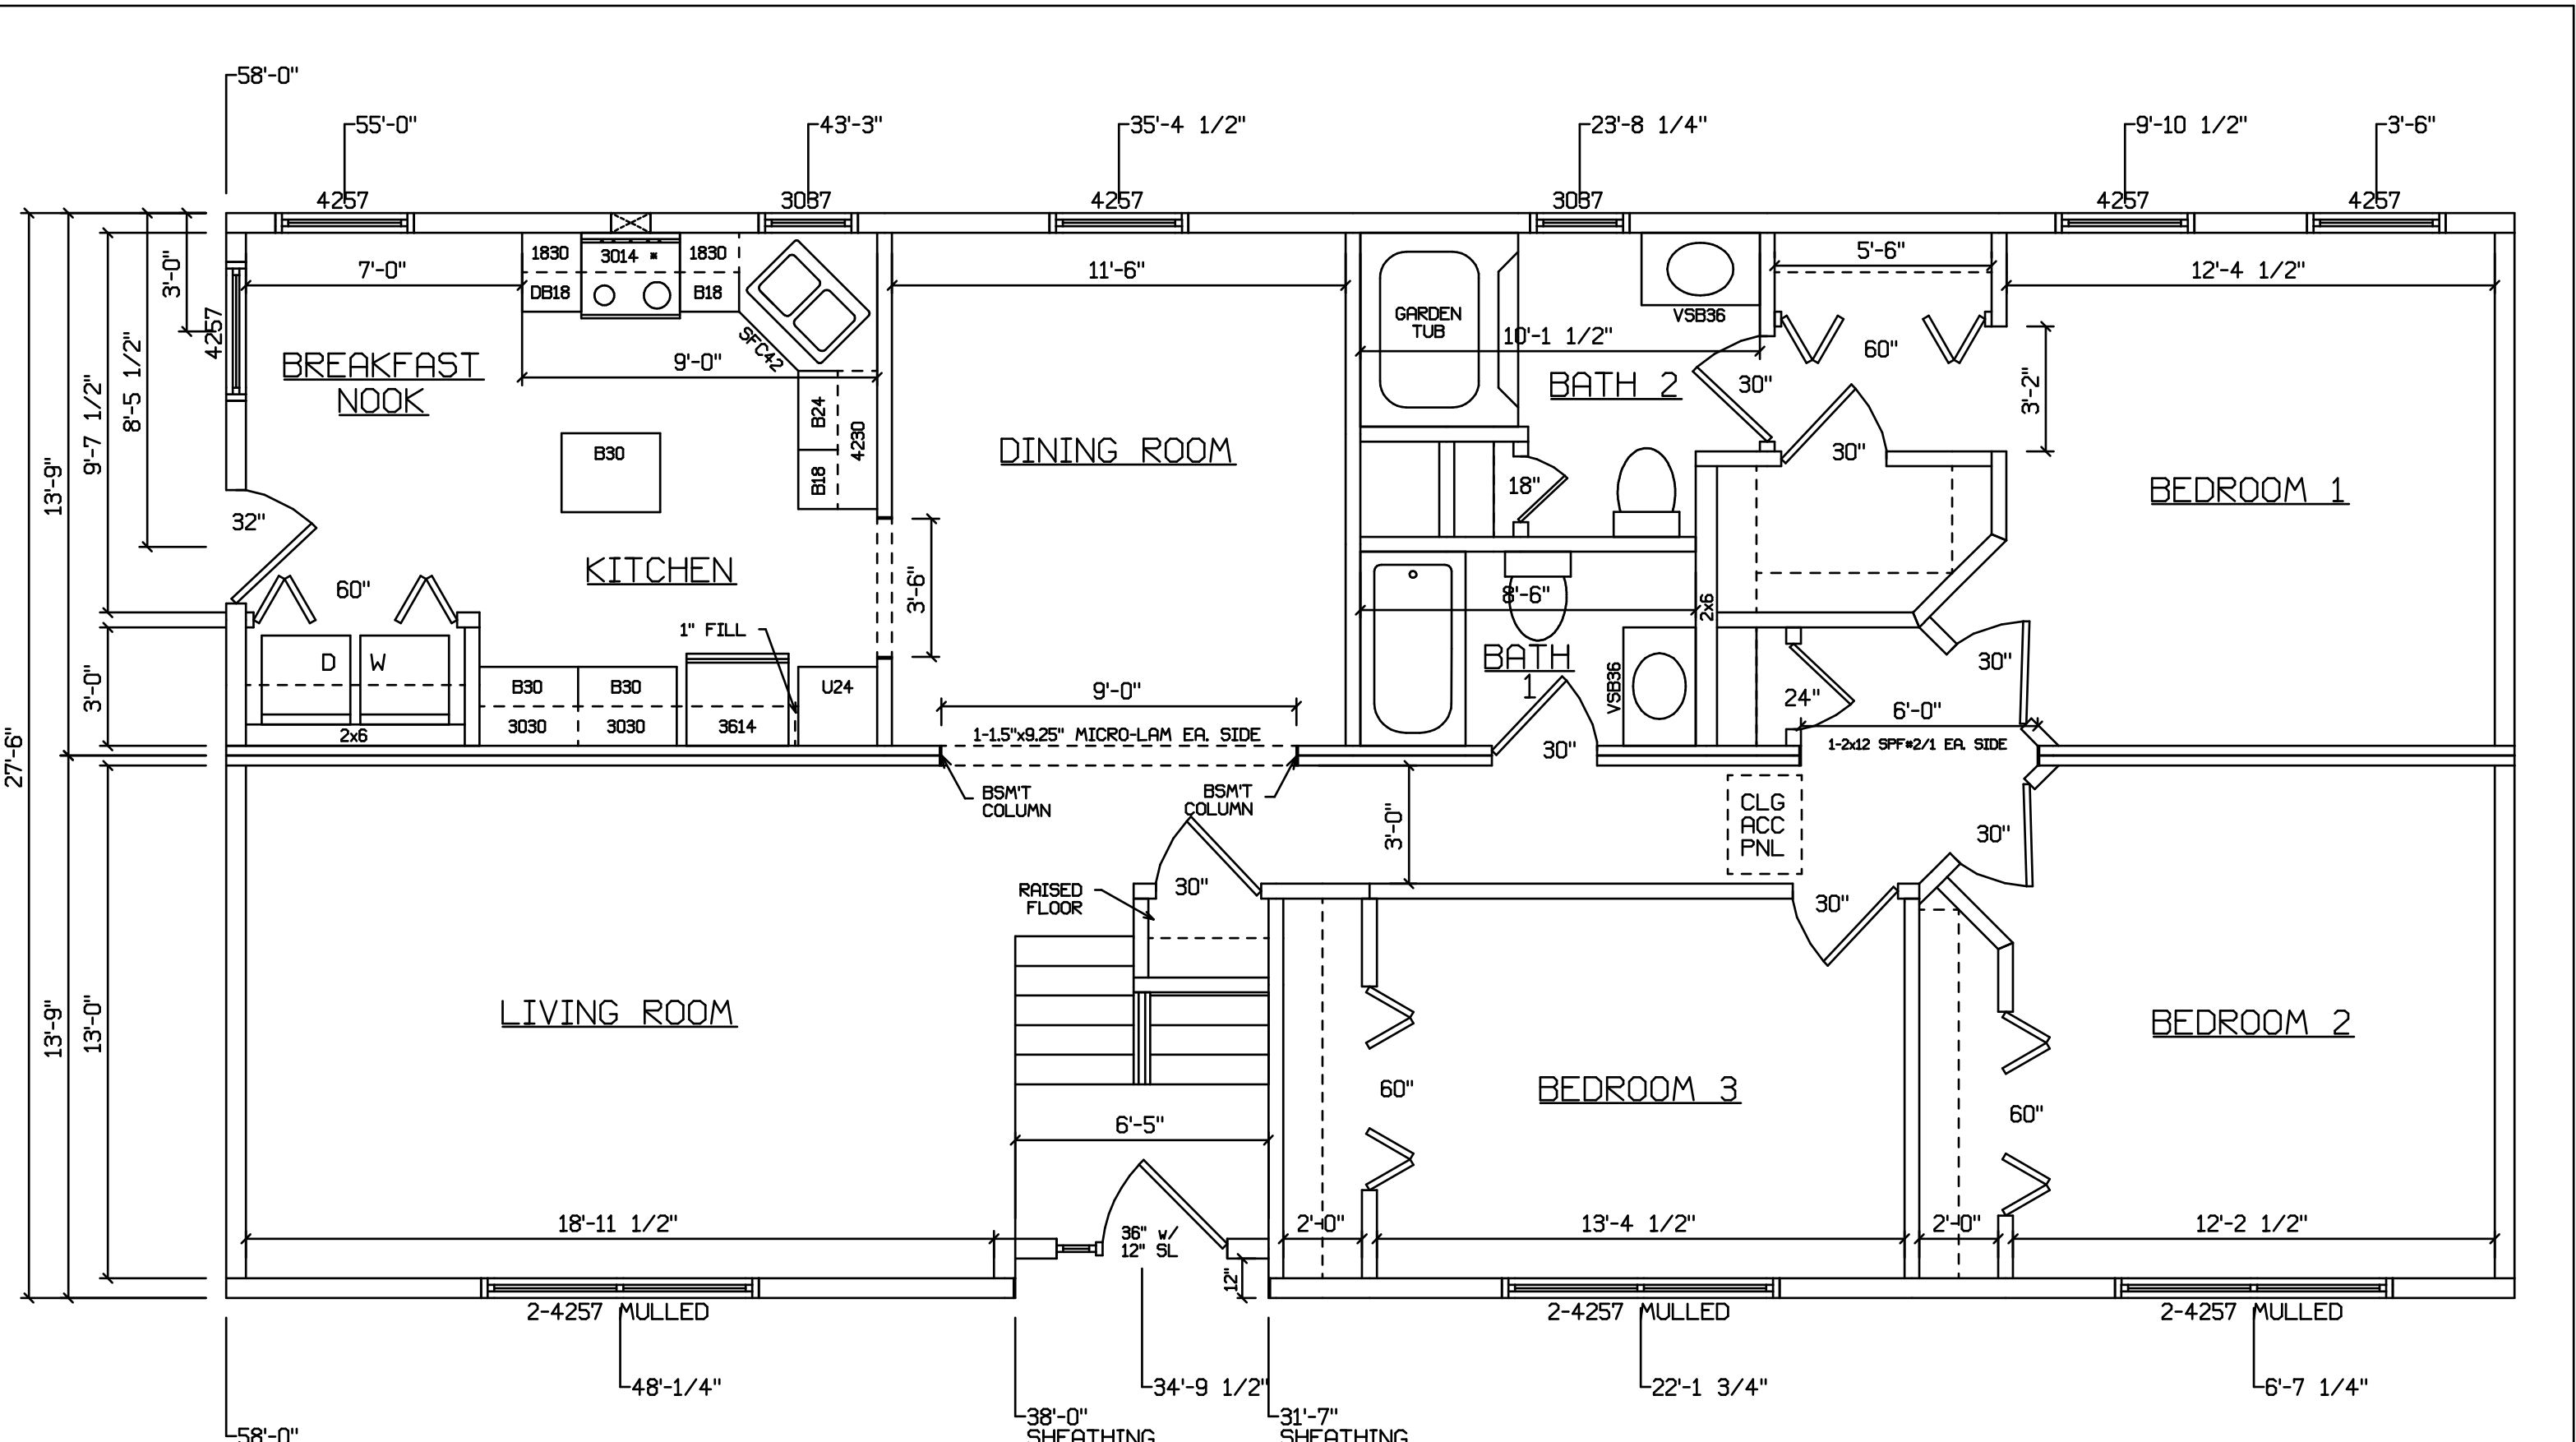 58'-0"
55'-0"
43'-3"
35'-4 1/2"
23'-8 1/4"
9'-10 1/2"
3'-6"
4257
3037
4257
3037
4257
4257
27'-6"
13'-9"
9'-7 1/2"
8'-5 1/2"
3'-0"
4257
7'-0"
1830
3014 *
1830
DB18
B18
SFC42
9'-0"
11'-6"
GARDEN
TUB
VSB36
10'-1 1/2"
5'-6"
12'-4 1/2"
BREAKFAST
NOOK
BATH 2
30"
60"
3'-2"
B30
B24
4230
B18
DINING ROOM
18"
30"
BEDROOM 1
32"
60"
KITCHEN
3'-6"
8'-6"
2x6
1" FILL
D
W
3'-0"
BATH
1
VSB36
24"
30"
6'-0"
B30
B30
U24
3030
3030
3614
2x6
9'-0"
1-1.5"x9.25" MICRO-LAM EA. SIDE
30"
1-2x12 SPF#2/1 EA. SIDE
BSM'T
COLUMN
BSM'T
COLUMN
3'-0"
CLG
ACC
PNL
30"
RAISED
FLOOR
30"
30"
13'-9"
13'-0"
LIVING ROOM
BEDROOM 2
BEDROOM 3
60"
60"
6'-5"
18'-11 1/2"
36" w/
12" SL
12"
2'-0"
13'-4 1/2"
2'-0"
12'-2 1/2"
2-4257 MULLED
2-4257 MULLED
2-4257 MULLED
48'-1/4"
34'-9 1/2"
22'-1 3/4"
6'-7 1/4"
58'-0"
38'-0"
SHEATHING
31'-7"
SHEATHING